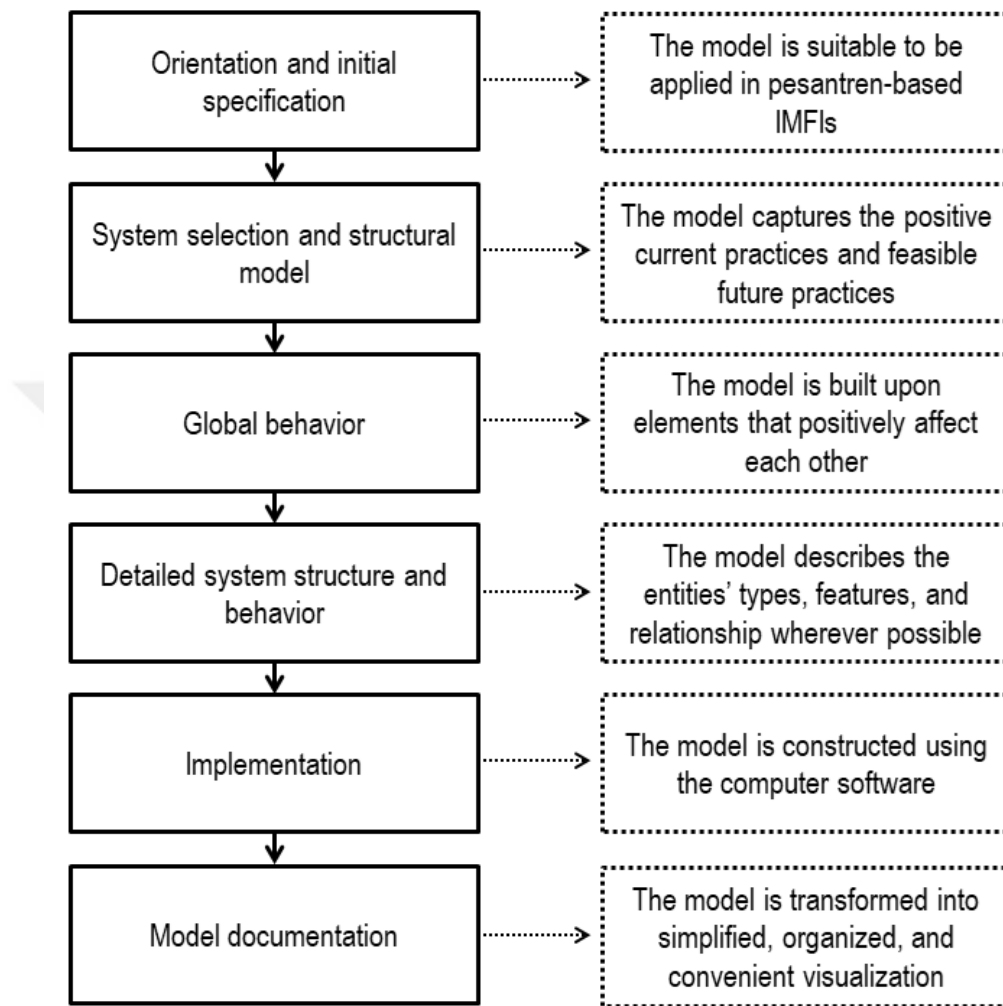 Orientation and initial
specification
The model is suitable to be
applied in pesantren-based
IMFIs
System selection and structural
model
The model captures the positive
current practices and feasible
future practices
Global behavior
The model is built upon
elements that positively affect
each other
Detailed system structure and
behavior
The model describes the
entities’ types, features, and
relationship wherever possible
Implementation
The model is constructed using
the computer software
Model documentation
The model is transformed into
simplified, organized, and
convenient visualization